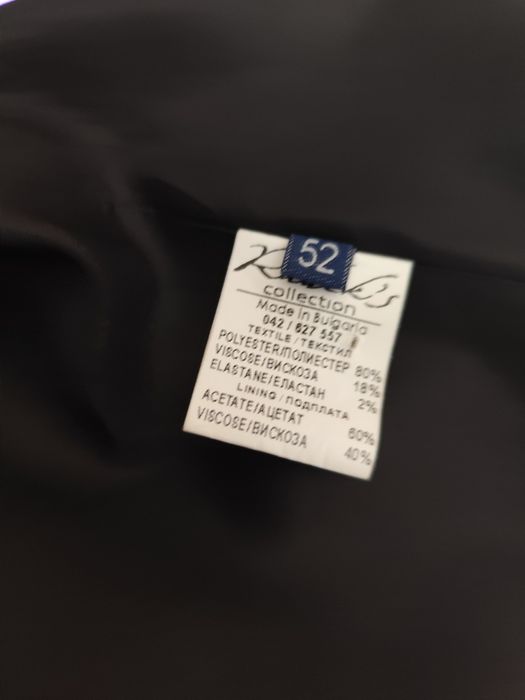 52
collection
Made in Bulgaria
042 / 627 557
TEXTILE / ТЕКСТИЛ
POLYESTER/ПОЛИЕСТЕР 80%
VISCOSE/ВИСКОЗА 18%
ELASTANE/ЕЛАСТАН 2%
LINING / ПОДПЛАТА
ACETATE/АЦЕТАТ 60%
VISCOSE/ВИСКОЗА 40%